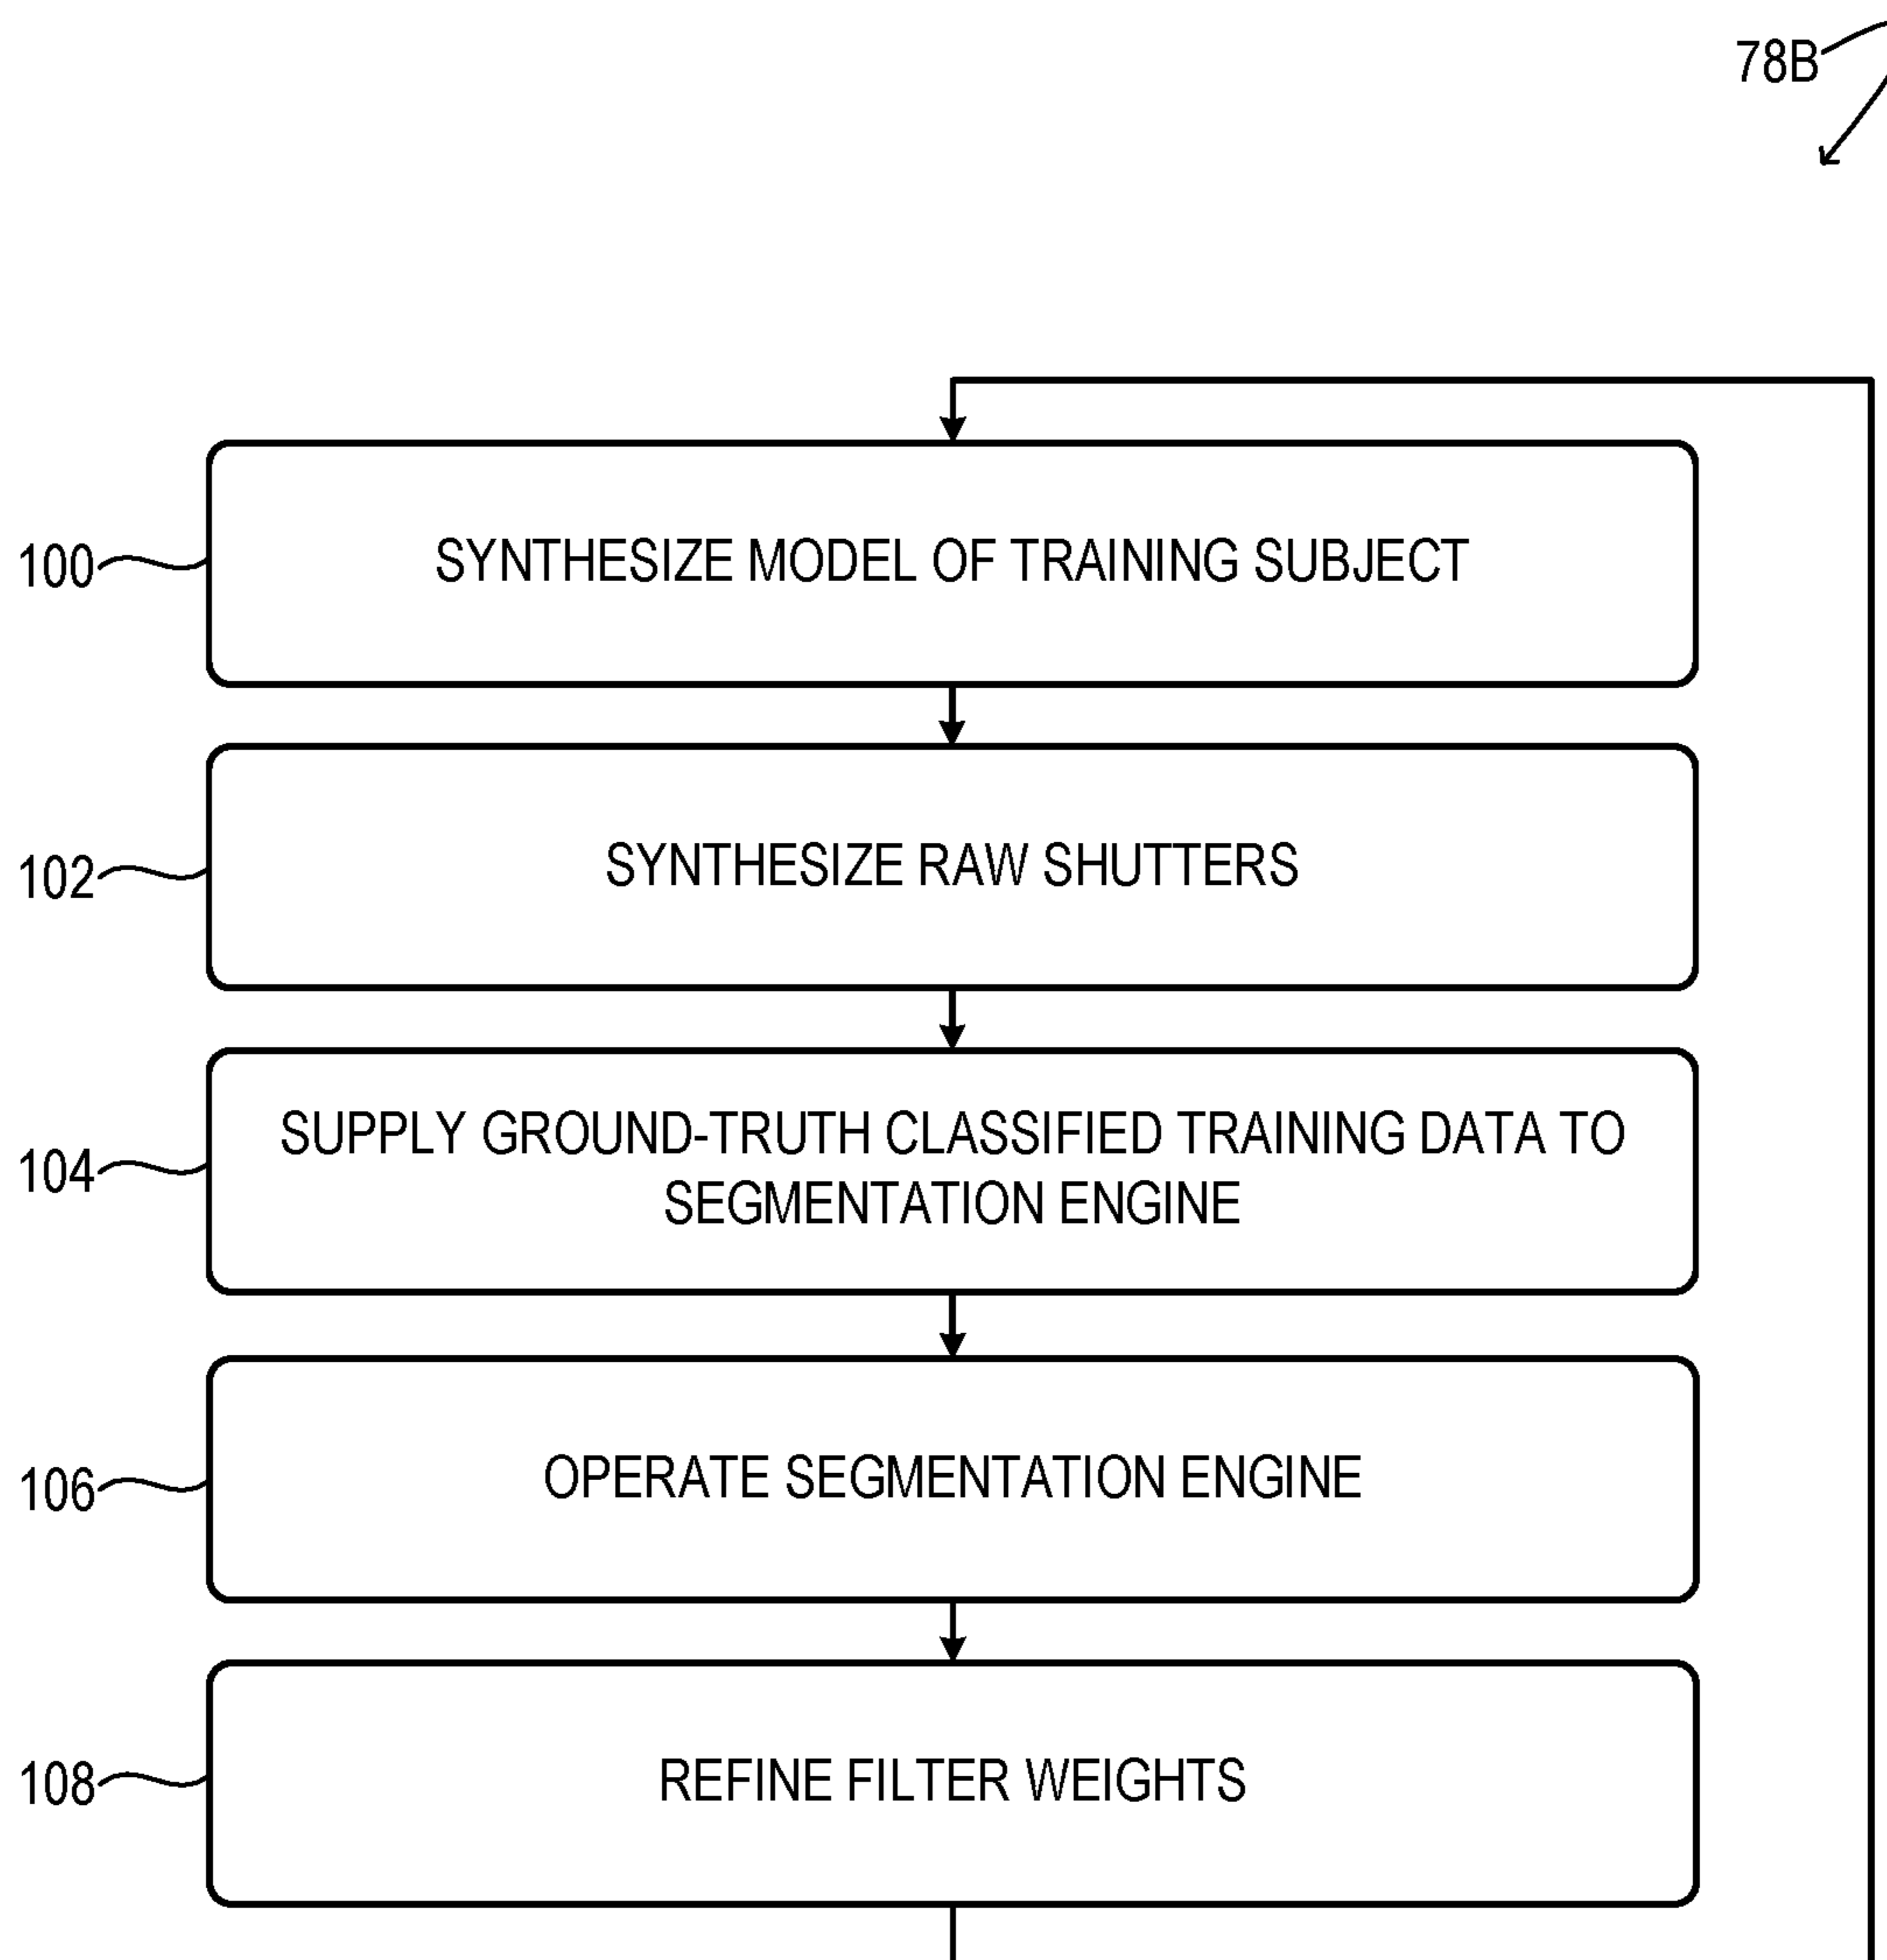 78B
100
SYNTHESIZE MODEL OF TRAINING SUBJECT
102
SYNTHESIZE RAW SHUTTERS
104
SUPPLY GROUND-TRUTH CLASSIFIED TRAINING DATA TO
SEGMENTATION ENGINE
106
OPERATE SEGMENTATION ENGINE
108
REFINE FILTER WEIGHTS